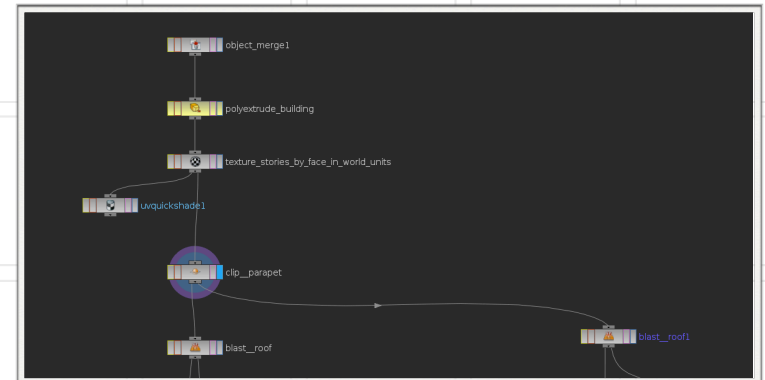 object_merge1
polyextrude_building
texture_stories_by_face_in_world_units
uvquickshade1
clip__parapet
blast__roof1
blast__roof